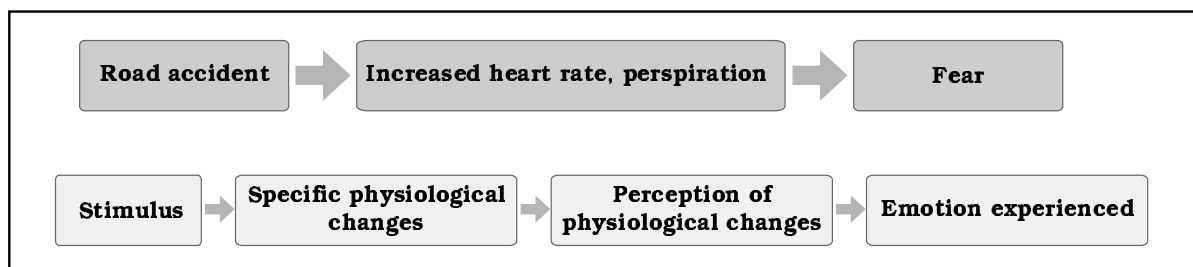 Road accident
Increased heart rate, perspiration
Fear
Stimulus
Specific physiological
changes
Perception of
physiological changes
Emotion experienced